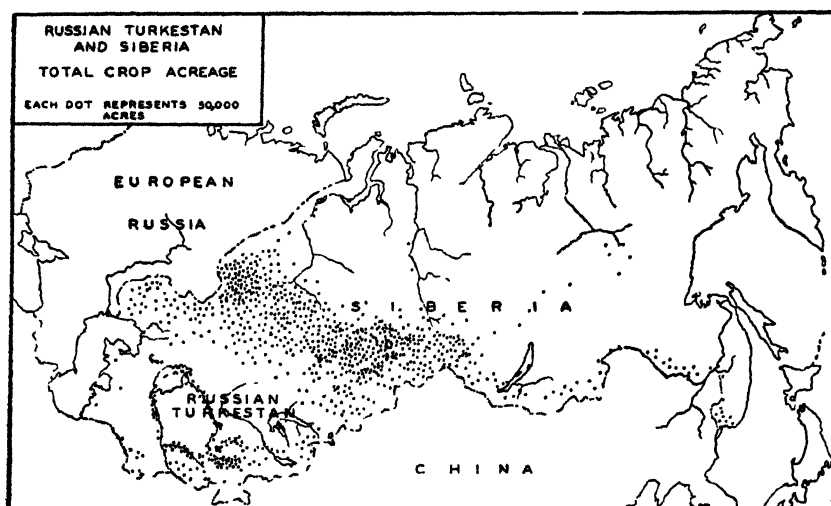 RUSSIAN TURKESTAN
AND SIBERIA
TOTAL CROP ACREAGE
EACH DOT REPRESENTS 50,000
ACRES
EUROPEAN
RUSSIA
SIBERIA
RUSSIAN
TURKESTAN
CHINA